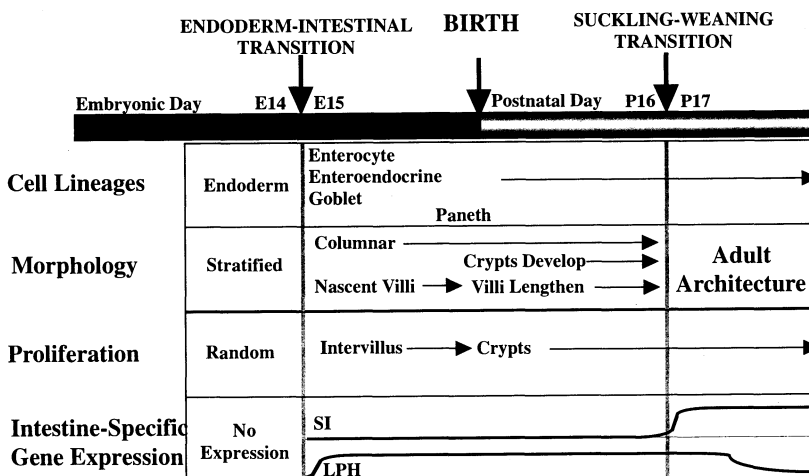 ENDODERM-INTESTINAL
TRANSITION
BIRTH
SUCKLING-WEANING
TRANSITION
Embryonic Day
E14
E15
Postnatal Day
P16
P17
Cell Lineages
Endoderm
Enterocyte
Enteroendocrine
Goblet
Paneth
Morphology
Stratified
Columnar
Crypts Develop
Nascent Villi
Villi Lengthen
Adult
Architecture
Proliferation
Random
Intervillus
Crypts
Intestine-Specific
Gene Expression
No
Expression
SI
LPH